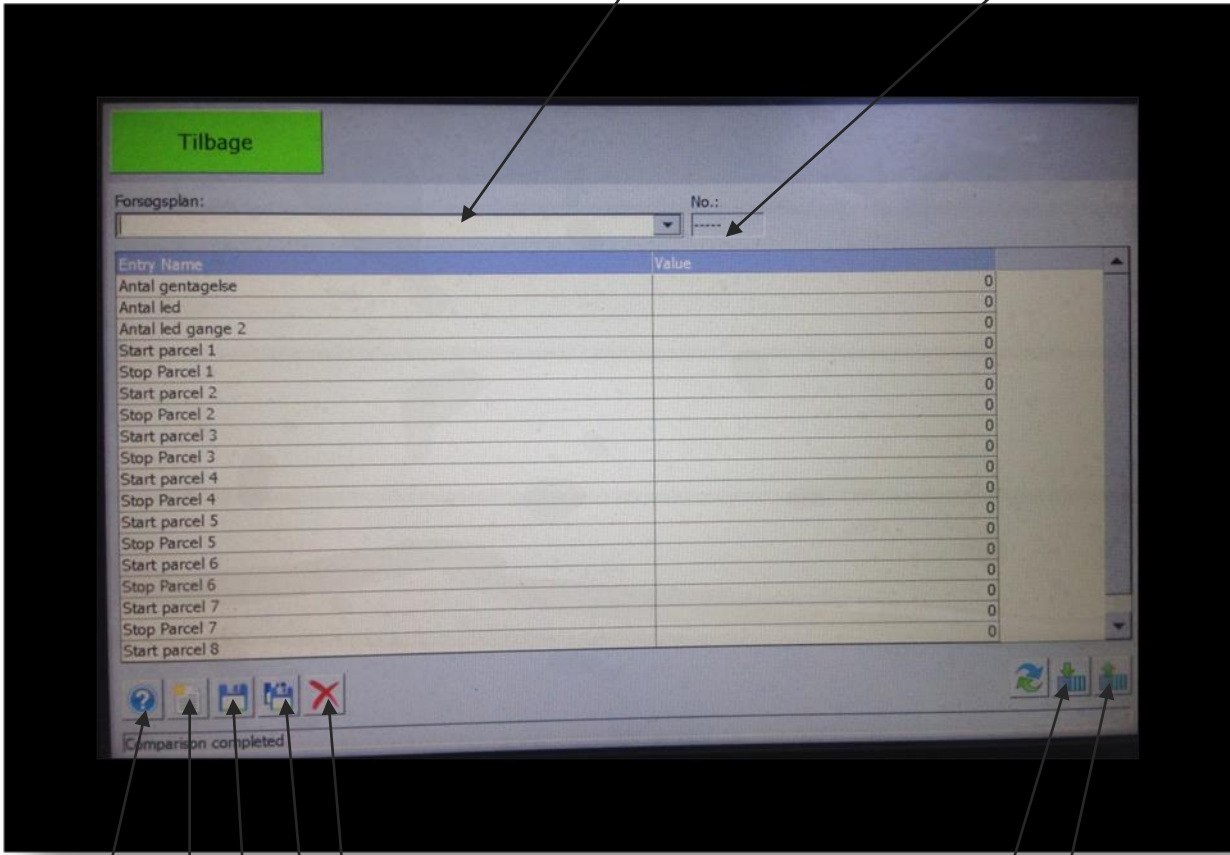 Tilbage
Forsøgsplan:
No.:
-----
Entry Name Value
Antal gentagelse 0
Antal led 0
Antal led gange 2 0
Start parcel 1 0
Stop Parcel 1 0
Start parcel 2 0
Stop Parcel 2 0
Start parcel 3 0
Stop Parcel 3 0
Start parcel 4 0
Stop Parcel 4 0
Start parcel 5 0
Stop Parcel 5 0
Start parcel 6 0
Stop Parcel 6 0
Start parcel 7 0
Stop Parcel 7 0
Start parcel 8 0
Comparison completed